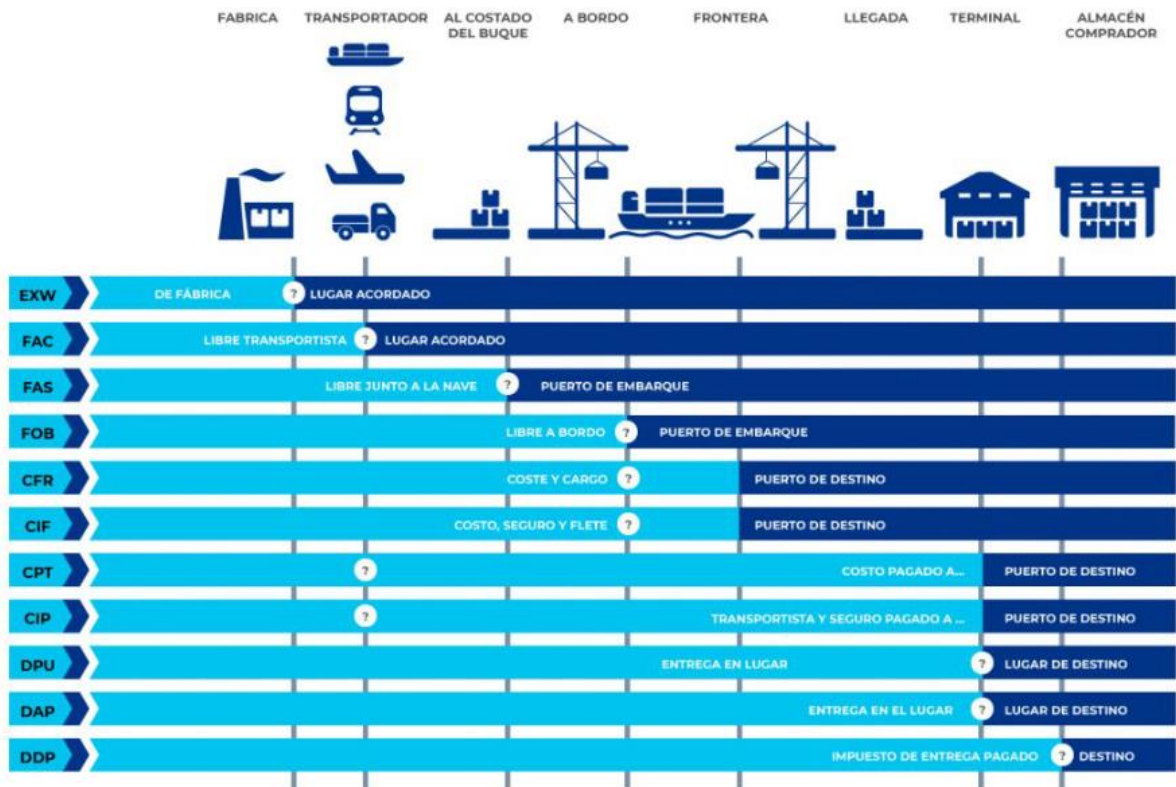 FABRICA TRANSPORTADOR AL COSTADO A BORDO FRONTERA LLEGADA TERMINAL ALMACÉN
DEL BUQUE COMPRADOR
EXW DE FÁBRICA ? LUGAR ACORDADO
FAC LIBRE TRANSPORTISTA ? LUGAR ACORDADO
FAS LIBRE JUNTO A LA NAVE ? PUERTO DE EMBARQUE
FOB LIBRE A BORDO ? PUERTO DE EMBARQUE
CFR COSTE Y CARGO ? PUERTO DE DESTINO
CIF COSTO, SEGURO Y FLETE ? PUERTO DE DESTINO
CPT ? COSTO PAGADO A... PUERTO DE DESTINO
CIP ? TRANSPORTISTA Y SEGURO PAGADO A ... PUERTO DE DESTINO
DPU ENTREGA EN LUGAR ? LUGAR DE DESTINO
DAP ENTREGA EN EL LUGAR ? LUGAR DE DESTINO
DDP IMPUESTO DE ENTREGA PAGADO ? DESTINO